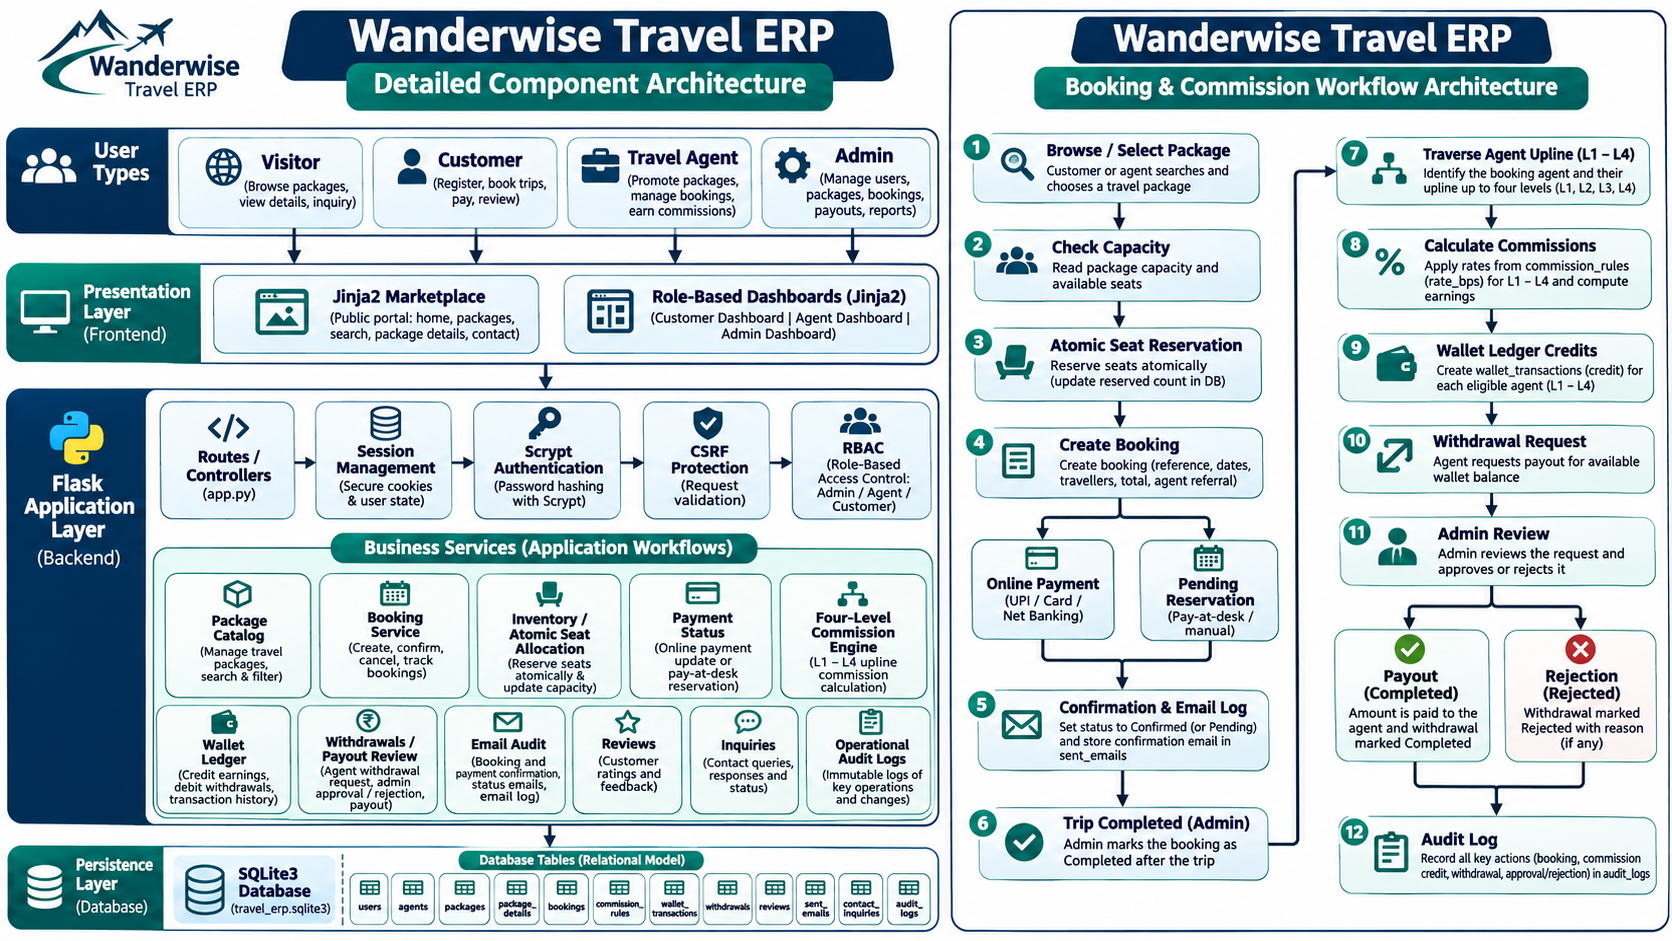 Wanderwise
Travel ERP
Wanderwise Travel ERP
Detailed Component Architecture
User
Types
Visitor
(Browse packages,
view details, inquiry)
Customer
(Register, book trips,
pay, review)
Travel Agent
(Promote packages,
manage bookings,
earn commissions)
Admin
(Manage users,
packages, bookings,
payouts, reports)
Presentation
Layer
(Frontend)
Jinja2 Marketplace
(Public portal: home, packages,
search, package details, contact)
Role-Based Dashboards (Jinja2)
(Customer Dashboard | Agent Dashboard |
Admin Dashboard)
Flask
Application
Layer
(Backend)
</>
Routes /
Controllers
(app.py)
Session
Management
(Secure cookies
& user state)
Scrypt
Authentication
(Password hashing
with Scrypt)
CSRF
Protection
(Request
validation)
RBAC
(Role-Based
Access Control:
Admin / Agent /
Customer)
Business Services (Application Workflows)
Package
Catalog
(Manage travel
packages,
search & filter)
Booking
Service
(Create, confirm,
cancel, track
bookings)
Inventory /
Atomic Seat
Allocation
(Reserve seats
atomically &
update capacity)
Payment
Status
(Online payment
update or
pay-at-desk
reservation)
Four-Level
Commission
Engine
(L1 – L4 upline
commission
calculation)
Wallet
Ledger
(Credit earnings,
debit withdrawals,
transaction history)
₹
Withdrawals /
Payout Review
(Agent withdrawal
request, admin
approval / rejection,
payout)
Email Audit
(Booking and
payment confirmation,
status emails,
email log)
Reviews
(Customer
ratings and
feedback)
Inquiries
(Contact queries,
responses and
status)
Operational
Audit Logs
(Immutable logs of
key operations
and changes)
Persistence
Layer
(Database)
SQLite3
Database
(travel_erp.sqlite3)
Database Tables (Relational Model)
users
agents
packages
package_
details
bookings
commission_
rules
wallet_
transactions
withdrawals
reviews
sent_
emails
contact_
inquiries
audit_
logs
Wanderwise Travel ERP
Booking & Commission Workflow Architecture
1
Browse / Select Package
Customer or agent searches and
chooses a travel package
2
Check Capacity
Read package capacity and
available seats
3
Atomic Seat Reservation
Reserve seats atomically
(update reserved count in DB)
4
Create Booking
Create booking (reference, dates,
travellers, total, agent referral)
Online Payment
(UPI / Card /
Net Banking)
Pending
Reservation
(Pay-at-desk /
manual)
5
Confirmation & Email Log
Set status to Confirmed (or Pending)
and store confirmation email in
sent_emails
6
Trip Completed (Admin)
Admin marks the booking as
Completed after the trip
7
Traverse Agent Upline (L1 – L4)
Identify the booking agent and their
upline up to four levels (L1, L2, L3, L4)
8
%
Calculate Commissions
Apply rates from commission_rules
(rate_bps) for L1 – L4 and compute
earnings
9
Wallet Ledger Credits
Create wallet_transactions (credit) for
each eligible agent (L1 – L4)
10
Withdrawal Request
Agent requests payout for available
wallet balance
11
Admin Review
Admin reviews the request and
approves or rejects it
Payout
(Completed)
Amount is paid to the
agent and withdrawal
marked Completed
Rejection
(Rejected)
Withdrawal marked
Rejected with reason
(if any)
12
Audit Log
Record all key actions (booking, commission
credit, withdrawal, approval/rejection) in audit_logs